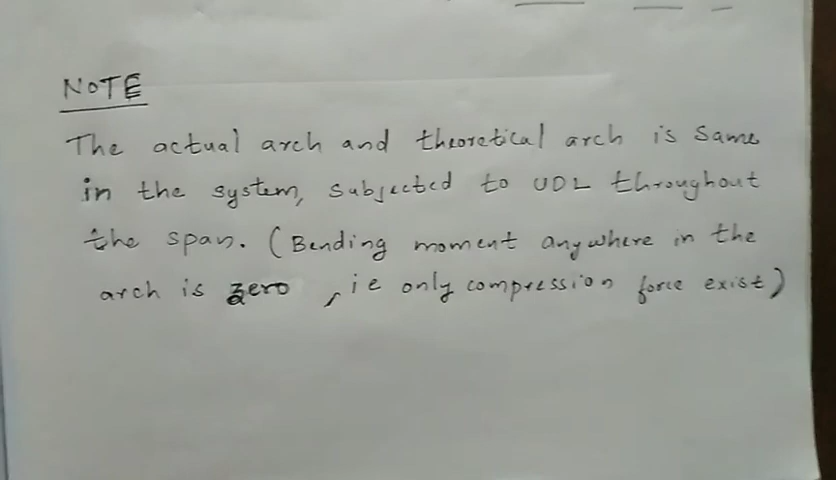 NOTE
The actual arch and theoretical arch is same
in the system, subjected to UDL throughout
the span. (Bending moment anywhere in the
arch is zero, ie only compression force exist)